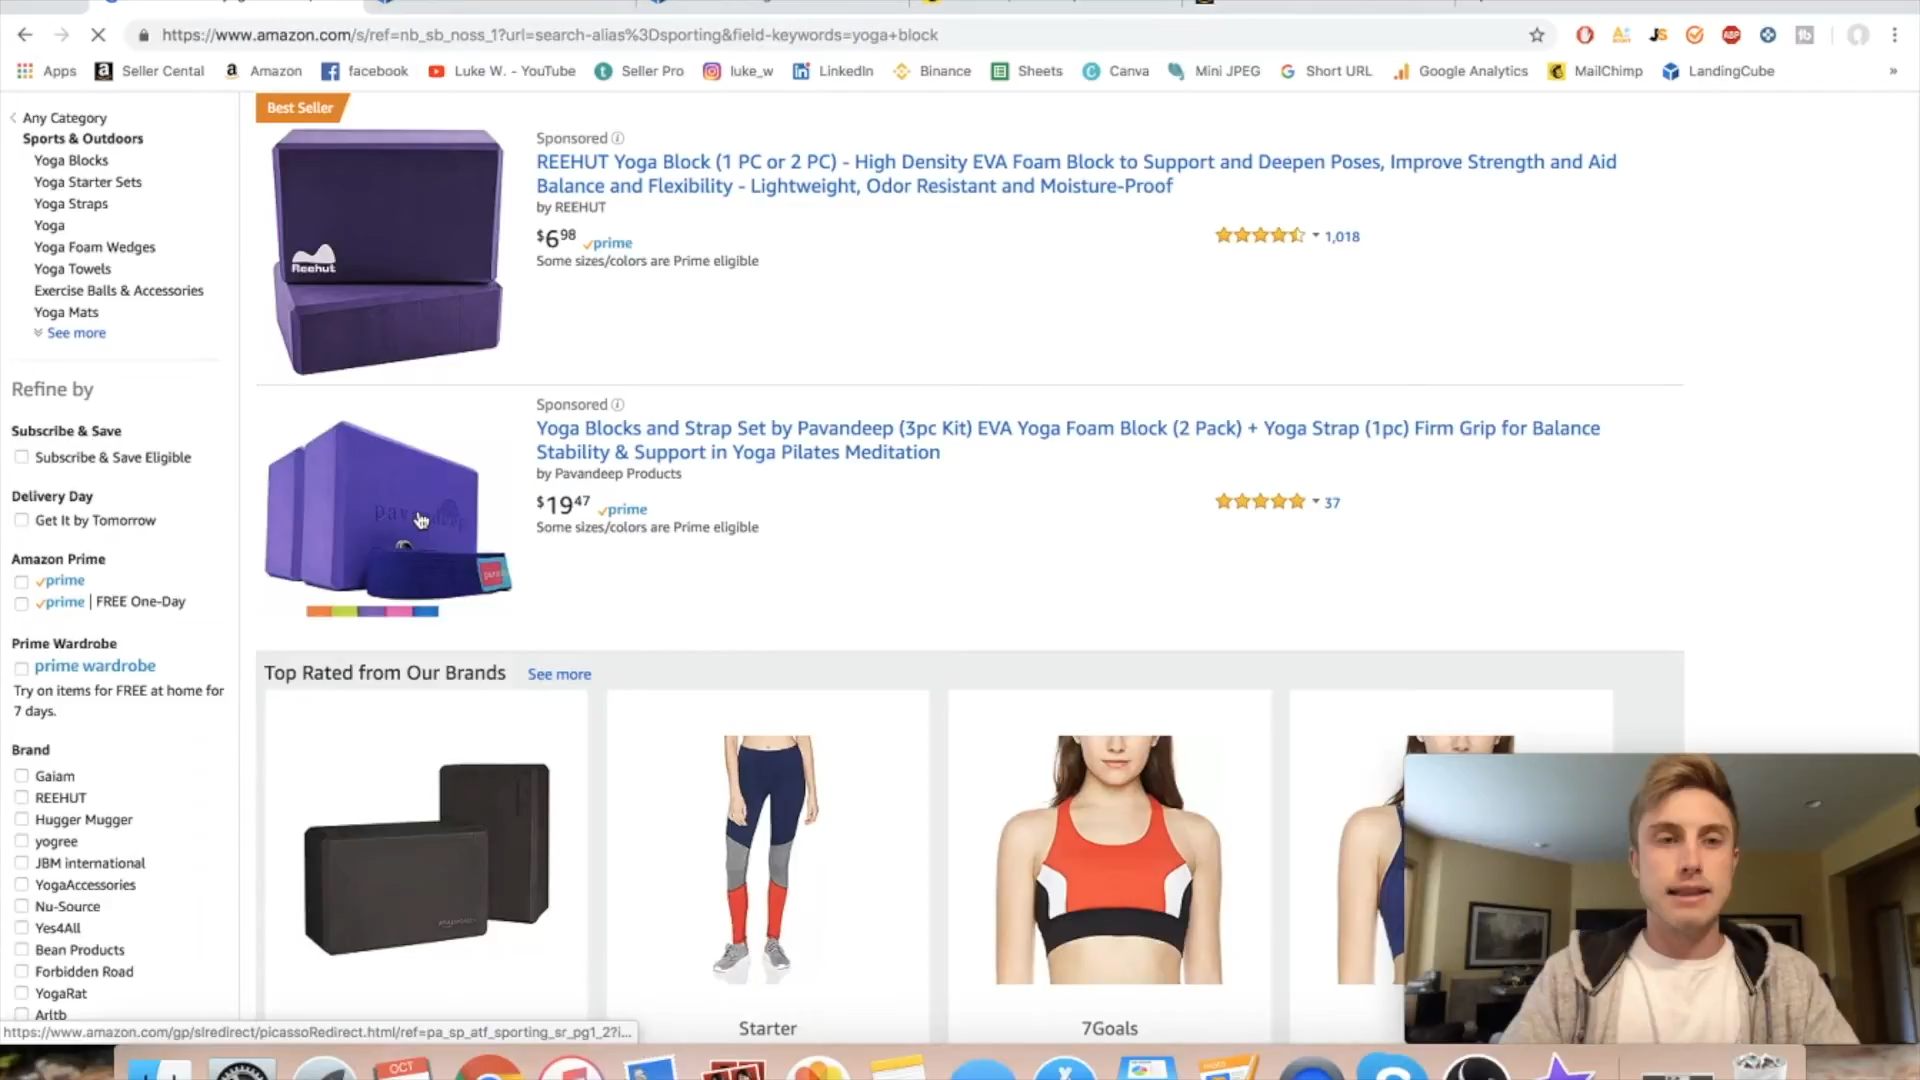 https://www.amazon.com/s/ref=nb_sb_noss_1?url=search-alias%3Dsporting&field-keywords=yoga+block
Apps
Seller Cental
Amazon
facebook
Luke W. - YouTube
Seller Pro
luke_w
LinkedIn
Binance
Sheets
Canva
Mini JPEG
Short URL
Google Analytics
MailChimp
LandingCube
»
Any Category
Sports & Outdoors
Yoga Blocks
Yoga Starter Sets
Yoga Straps
Yoga
Yoga Foam Wedges
Yoga Towels
Exercise Balls & Accessories
Yoga Mats
See more
Refine by
Subscribe & Save
Subscribe & Save Eligible
Delivery Day
Get It by Tomorrow
Amazon Prime
prime
prime | FREE One-Day
Prime Wardrobe
prime wardrobe
Try on items for FREE at home for
7 days.
Brand
Gaiam
REEHUT
Hugger Mugger
yogree
JBM international
YogaAccessories
Nu-Source
Yes4All
Bean Products
Forbidden Road
YogaRat
Arltb
Best Seller
Reehut
Sponsored
REEHUT Yoga Block (1 PC or 2 PC) - High Density EVA Foam Block to Support and Deepen Poses, Improve Strength and Aid
Balance and Flexibility - Lightweight, Odor Resistant and Moisture-Proof
by REEHUT
$6 98 prime
1,018
Some sizes/colors are Prime eligible
Sponsored
Yoga Blocks and Strap Set by Pavandeep (3pc Kit) EVA Yoga Foam Block (2 Pack) + Yoga Strap (1pc) Firm Grip for Balance
Stability & Support in Yoga Pilates Meditation
by Pavandeep Products
$19 47 prime
37
Some sizes/colors are Prime eligible
Top Rated from Our Brands
See more
Starter
7Goals
https://www.amazon.com/gp/slredirect/picassoRedirect.html/ref=pa_sp_atf_sporting_sr_pg1_2?i...
OCT